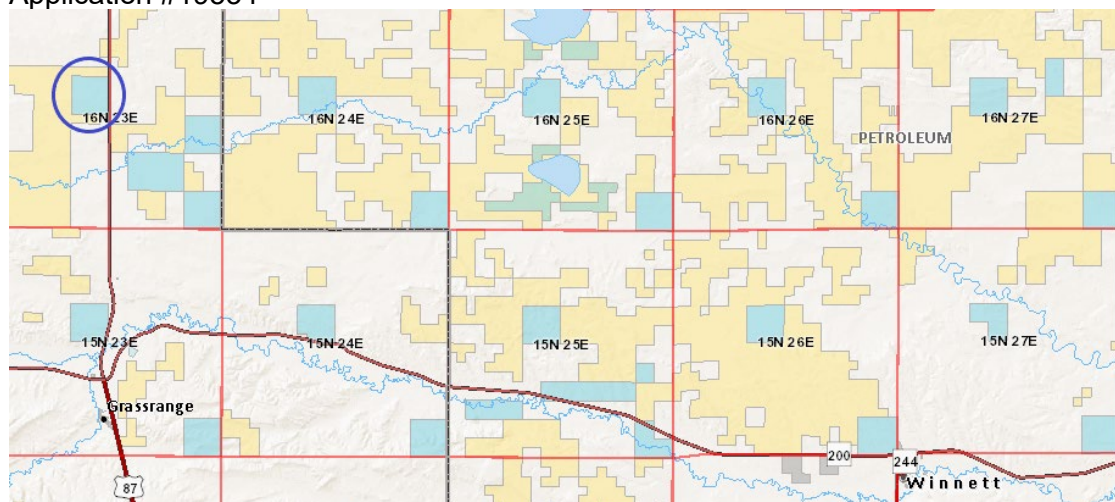 16N 23E
16N 24E
16N 25E
16N 26E
16N 27E
PETROLEUM
15N 23E
15N 24E
15N 25E
15N 26E
15N 27E
Grassrange
200
244
Winnett
87